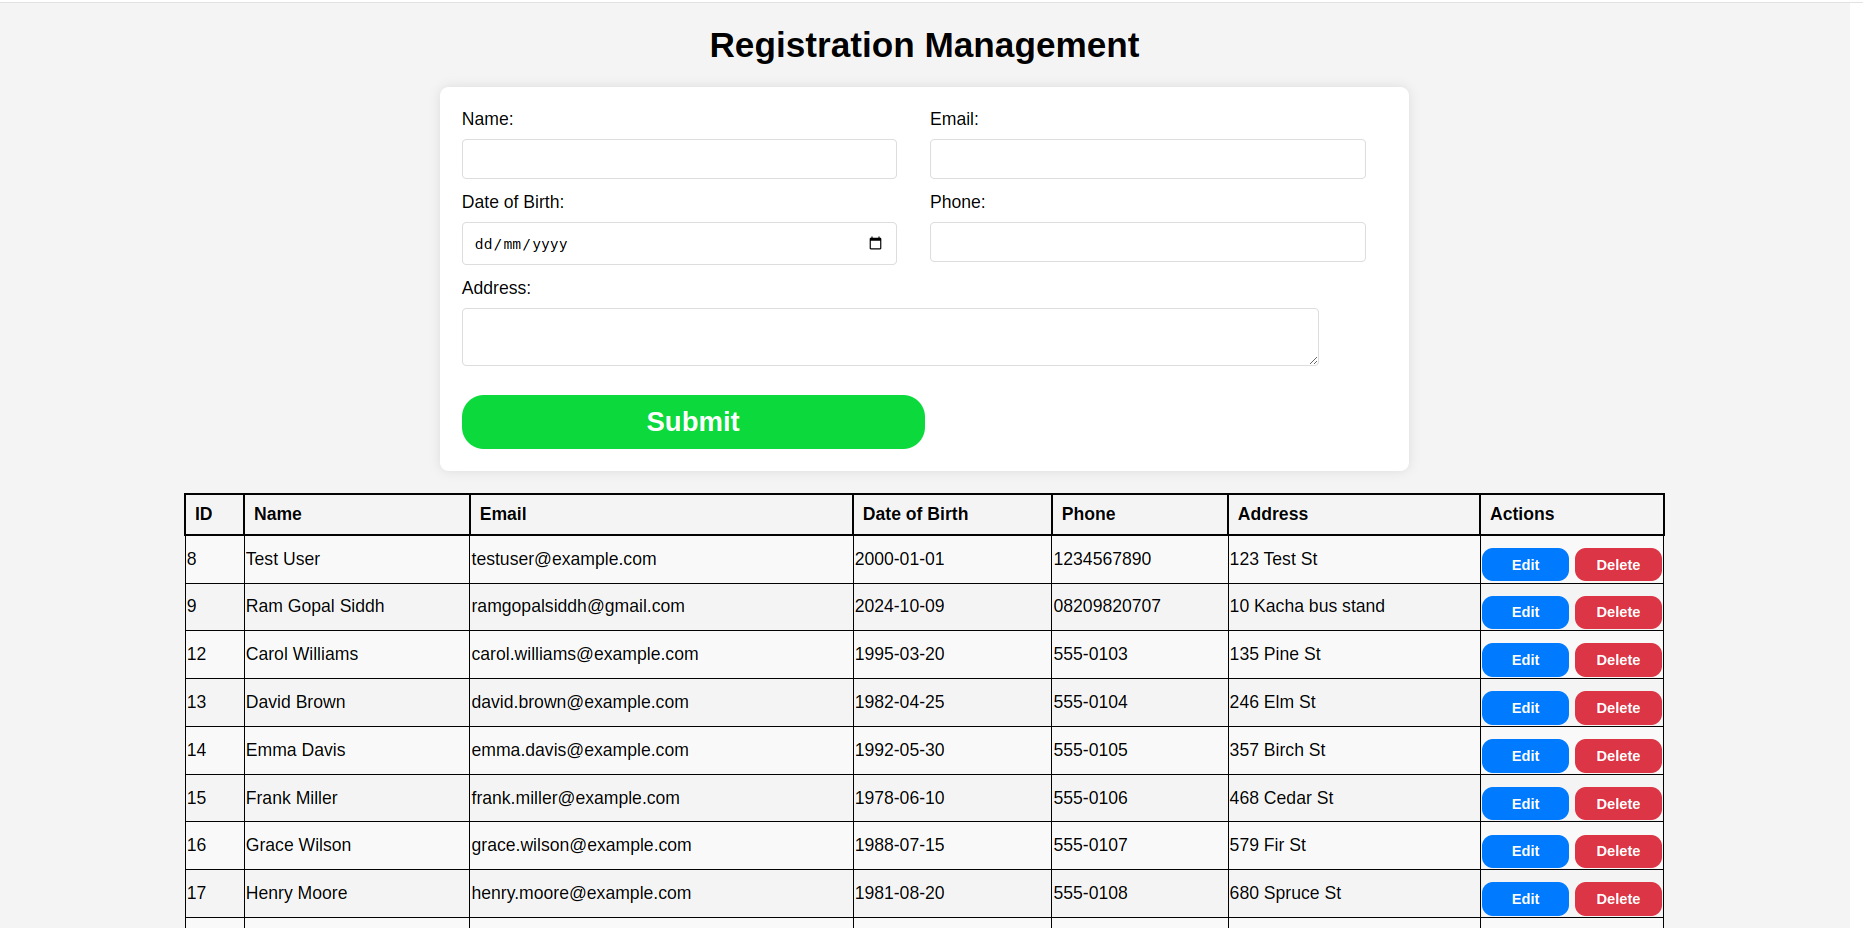 Registration Management
Name: Email:
Date of Birth: Phone:
dd/mm/yyyy
Address:
Submit
ID Name Email Date of Birth Phone Address Actions
8 Test User testuser@example.com 2000-01-01 1234567890 123 Test St Edit Delete
9 Ram Gopal Siddh ramgopalsiddh@gmail.com 2024-10-09 08209820707 10 Kacha bus stand Edit Delete
12 Carol Williams carol.williams@example.com 1995-03-20 555-0103 135 Pine St Edit Delete
13 David Brown david.brown@example.com 1982-04-25 555-0104 246 Elm St Edit Delete
14 Emma Davis emma.davis@example.com 1992-05-30 555-0105 357 Birch St Edit Delete
15 Frank Miller frank.miller@example.com 1978-06-10 555-0106 468 Cedar St Edit Delete
16 Grace Wilson grace.wilson@example.com 1988-07-15 555-0107 579 Fir St Edit Delete
17 Henry Moore henry.moore@example.com 1981-08-20 555-0108 680 Spruce St Edit Delete